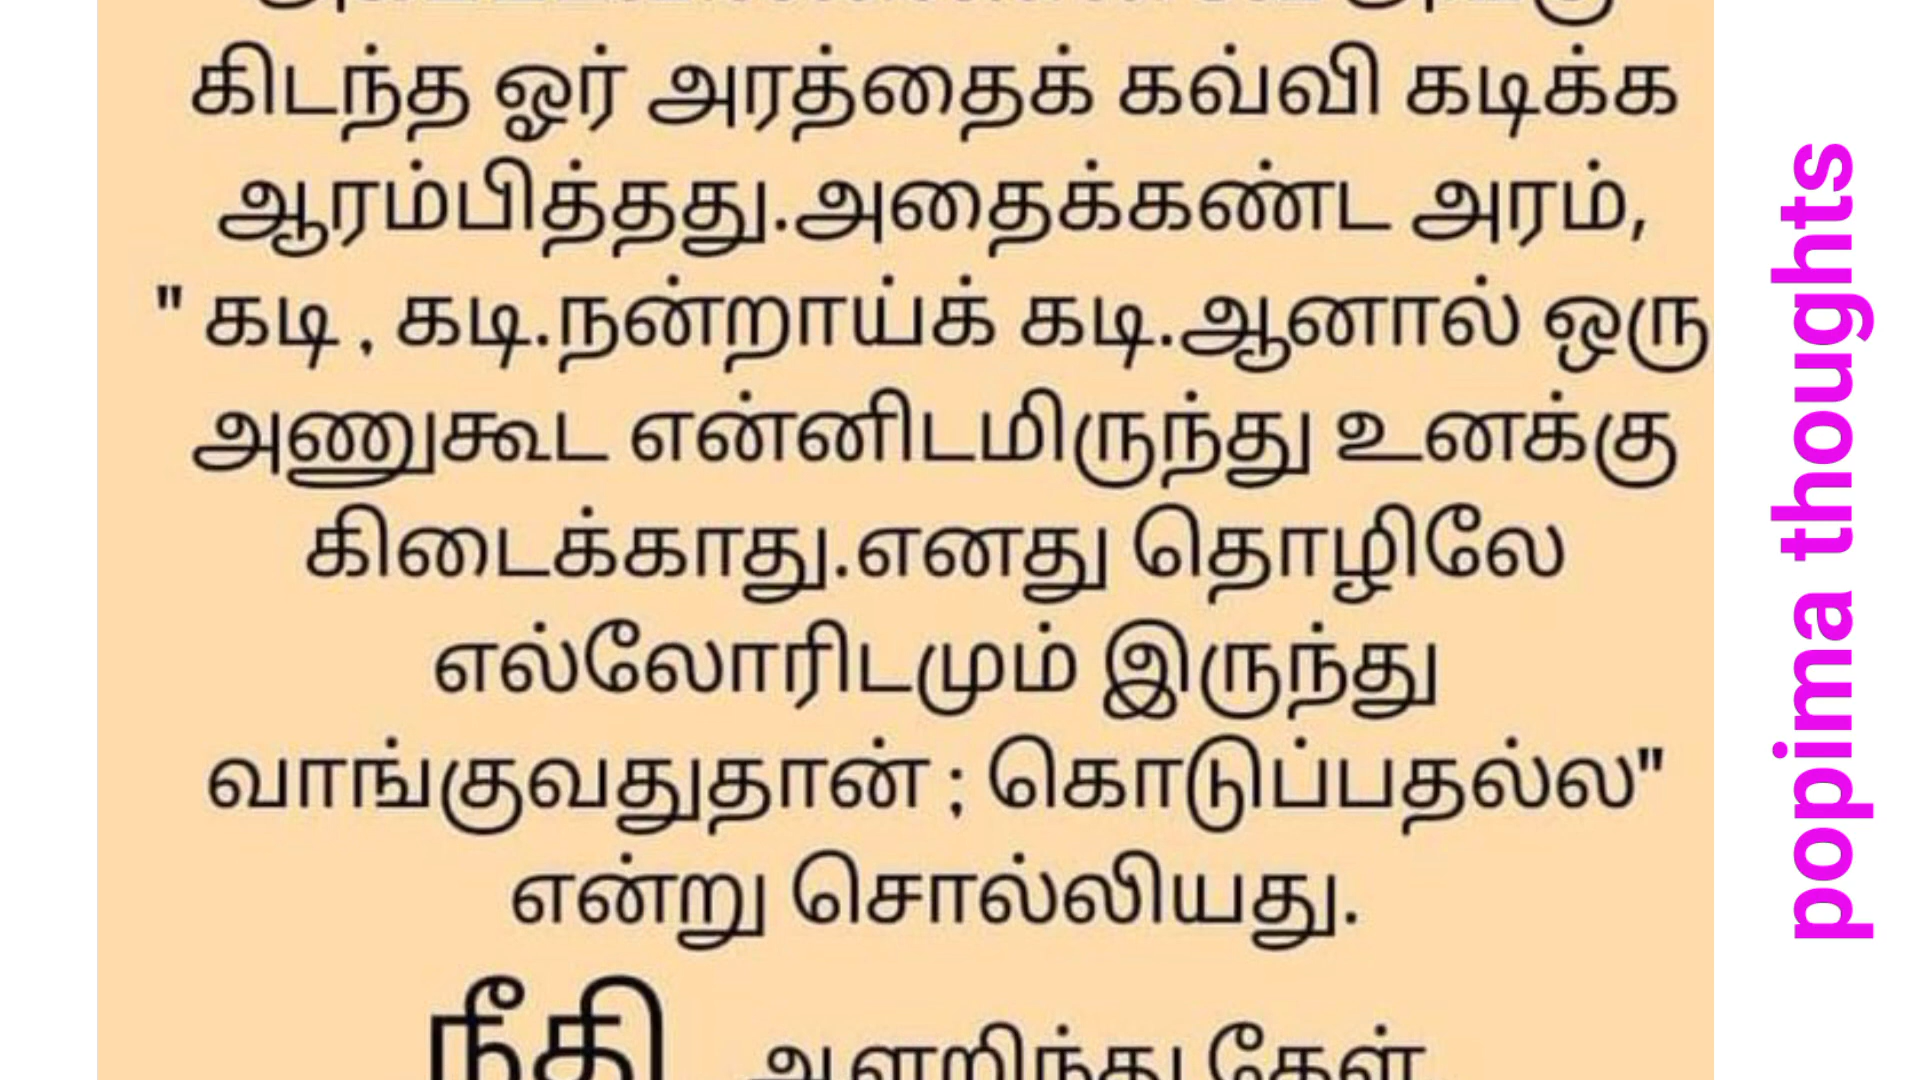 கிடந்த ஓர் அரத்தைக் கவ்வி கடிக்க
ஆரம்பித்தது.அதைக்கண்ட அரம்,
" கடி , கடி.நன்றாய்க் கடி.ஆனால் ஒரு
அணுகூட என்னிடமிருந்து உனக்கு
கிடைக்காது.எனது தொழிலே
எல்லோரிடமும் இருந்து
வாங்குவதுதான் ; கொடுப்பதல்ல"
என்று சொல்லியது.
நீதி ஆளறிந்து கேள்
popima thoughts